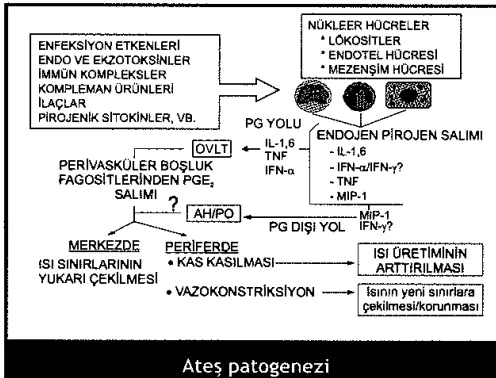 ENFEKSİYON ETKENLERİ
ENDO VE EKZOTOKSİNLER
İMMÜN KOMPLEKSLER
KOMPLEMAN ÜRÜNLERİ
İLAÇLAR
PİROJENİK SİTOKİNLER, VB.
NÜKLEER HÜCRELER
* LÖKOSİTLER
* ENDOTEL HÜCRESİ
* MEZENŞİM HÜCRESİ
PG YOLU
IL-1,6
TNF
IFN-α
OVLT
ENDOJEN PİROJEN SALIMI
- IL-1,6
- IFN-α/IFN-γ?
- TNF
- MIP-1
PERİVASKÜLER BOŞLUK
FAGOSİTLERİNDEN PGE₂
SALIMI
?
AH/PO
PG DIŞI YOL
MIP-1
IFN-γ?
MERKEZDE
ISI SINIRLARININ
YUKARI ÇEKİLMESİ
PERİFERDE
• KAS KASILMASI
ISI ÜRETİMİNİN
ARTTIRILMASI
• VAZOKONSTRİKSİYON
Isının yeni sınırlara
çekilmesi/korunması
Ateş patogenezi